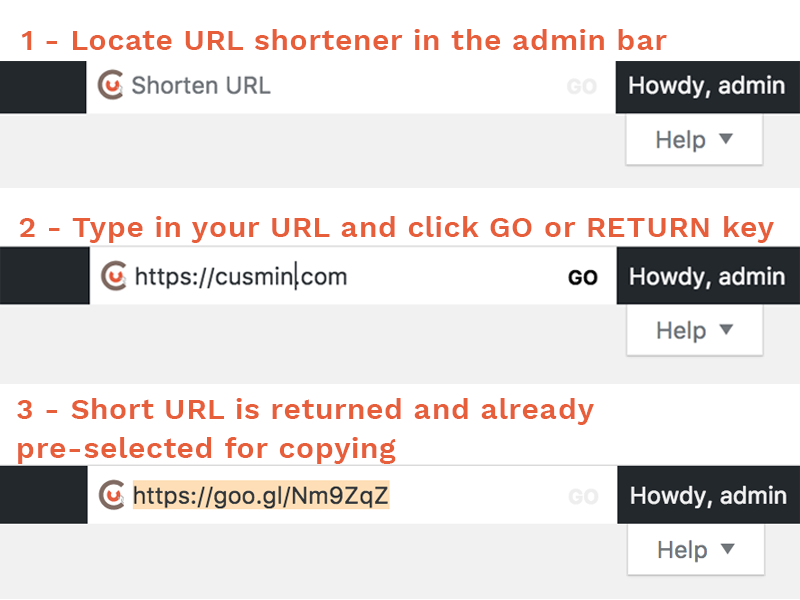 1 - Locate URL shortener in the admin bar
Shorten URL GO Howdy, admin
Help ▼
2 - Type in your URL and click GO or RETURN key
https://cusmin.com GO Howdy, admin
Help ▼
3 - Short URL is returned and already
pre-selected for copying
https://goo.gl/Nm9ZqZ GO Howdy, admin
Help ▼